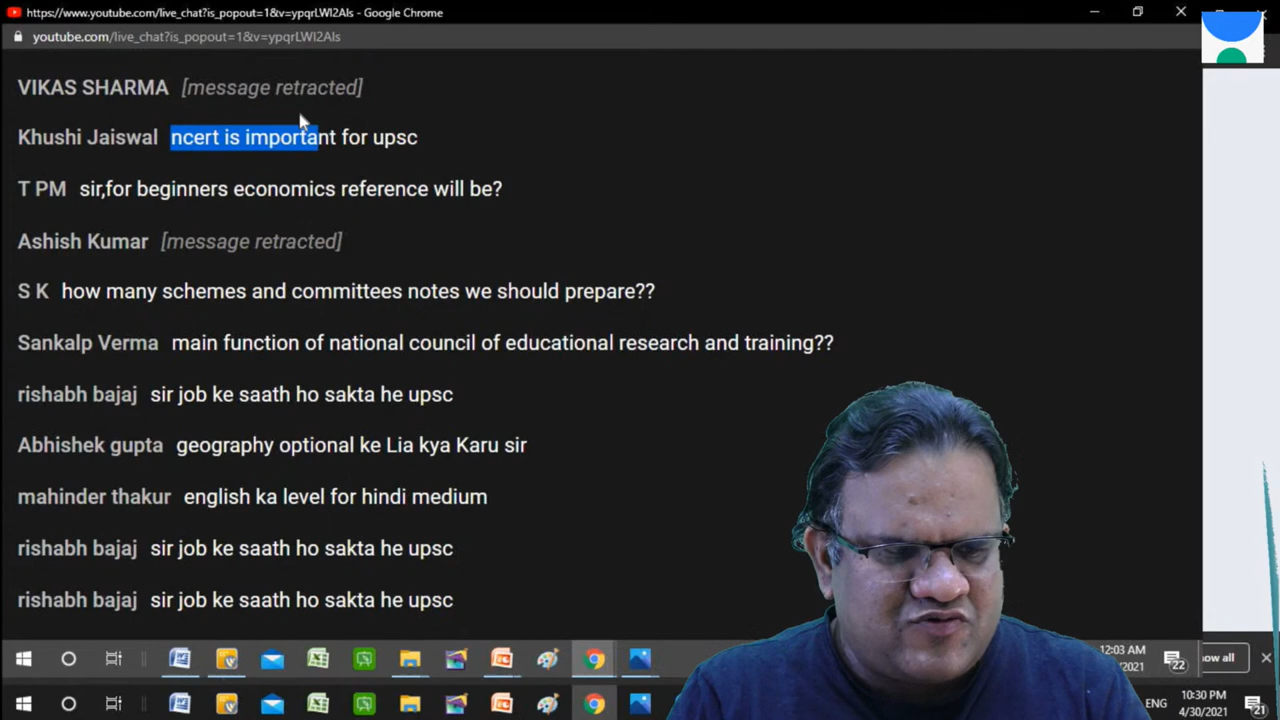 https://www.youtube.com/live_chat?is_popout=1&v=ypqrLWI2AIs - Google Chrome
youtube.com/live_chat?is_popout=1&v=ypqrLWI2AIs
VIKAS SHARMA [message retracted]
Khushi Jaiswal ncert is important for upsc
T PM sir,for beginners economics reference will be?
Ashish Kumar [message retracted]
S K how many schemes and committees notes we should prepare??
Sankalp Verma main function of national council of educational research and training??
rishabh bajaj sir job ke saath ho sakta he upsc
Abhishek gupta geography optional ke Lia kya Karu sir
mahinder thakur english ka level for hindi medium
rishabh bajaj sir job ke saath ho sakta he upsc
rishabh bajaj sir job ke saath ho sakta he upsc
12:03 AM
/2021
22
ow all
ENG
10:30 PM
4/30/2021
21